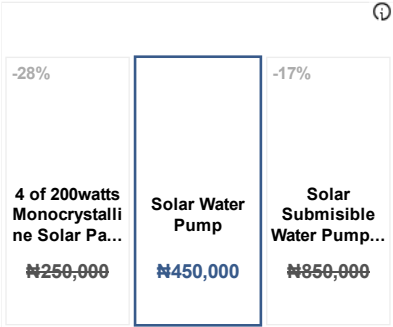 -28%
4 of 200watts
Monocrystalli
ne Solar Pa...
₦250,000
Solar Water
Pump
₦450,000
-17%
Solar
Submisible
Water Pump...
₦850,000